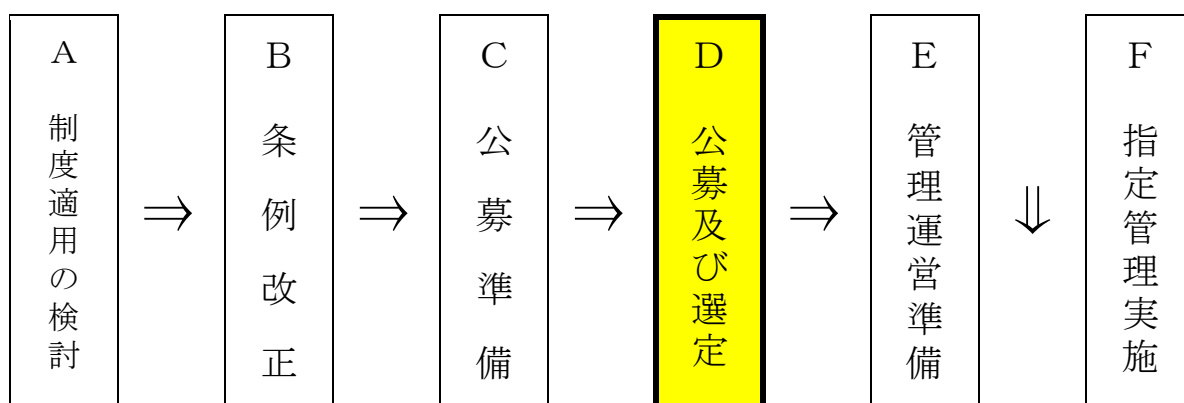 A 制度適用の検討
⇒
B 条例改正
⇒
C 公募準備
⇒
D 公募及び選定
⇒
E 管理運営準備
⇓
F 指定管理実施